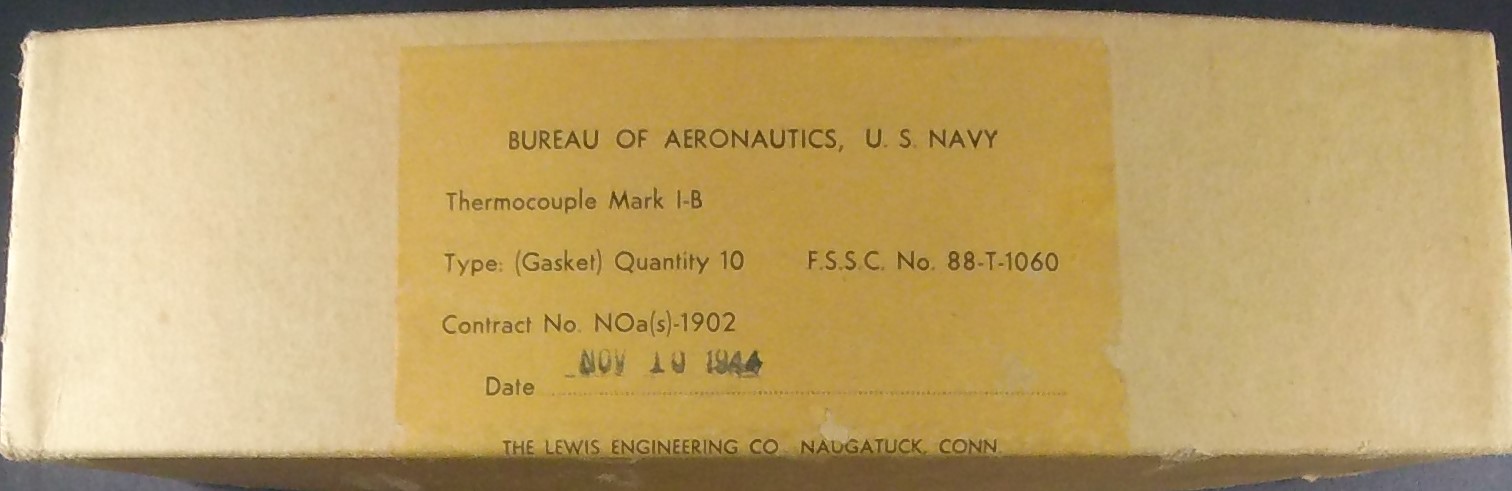 BUREAU OF AERONAUTICS, U. S. NAVY
Thermocouple Mark I-B
Type: (Gasket) Quantity 10 F.S.S.C. No. 88-T-1060
Contract No. NOa(s)-1902
NOV 10 1944
Date
THE LEWIS ENGINEERING CO. NAUGATUCK, CONN.